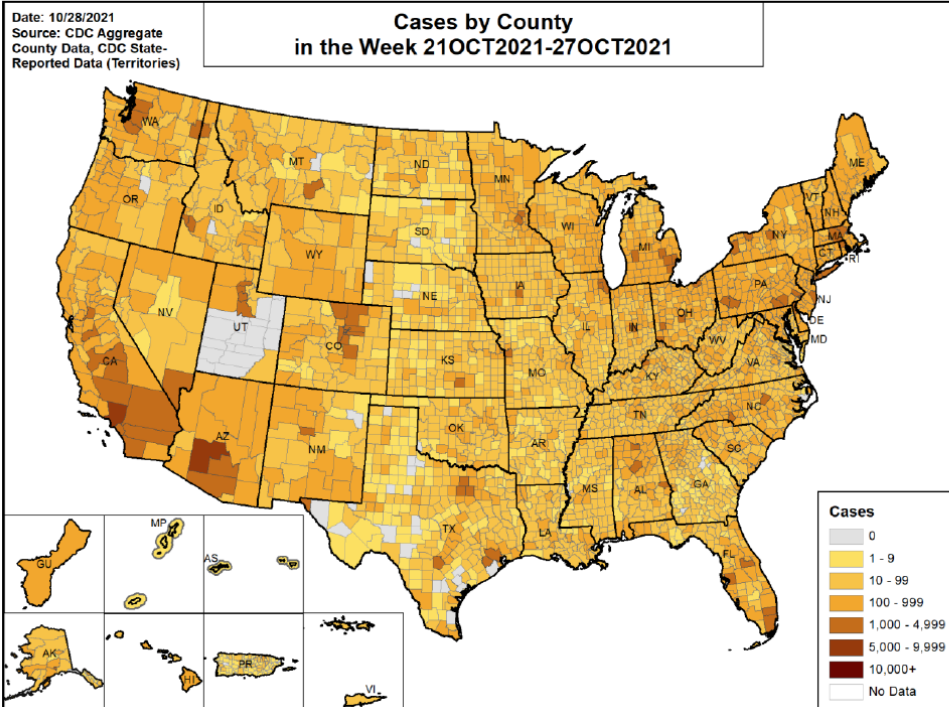 Date: 10/28/2021
Source: CDC Aggregate
County Data, CDC State-
Reported Data (Territories)
Cases by County
in the Week 21OCT2021-27OCT2021
WA
MT
ND
MN
ME
OR
ID
SD
WI
MI
VT
NH
NY
MA
CT
RI
WY
NE
IA
PA
NJ
NV
UT
CO
IL
IN
OH
DE
MD
WV
VA
CA
KS
MO
KY
AZ
NM
OK
AR
TN
NC
SC
TX
LA
MS
AL
GA
FL
GU
MP
AS
AK
HI
PR
VI
Cases
0
1 - 9
10 - 99
100 - 999
1,000 - 4,999
5,000 - 9,999
10,000+
No Data